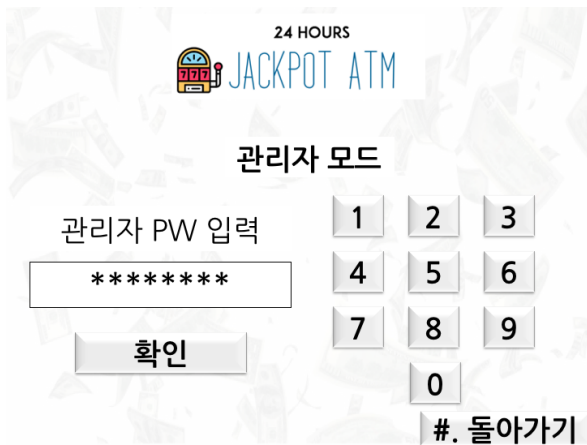 24 HOURS
777
JACKPOT ATM
관리자 모드
관리자 PW 입력
********
확인
1 2 3
4 5 6
7 8 9
0
#. 돌아가기